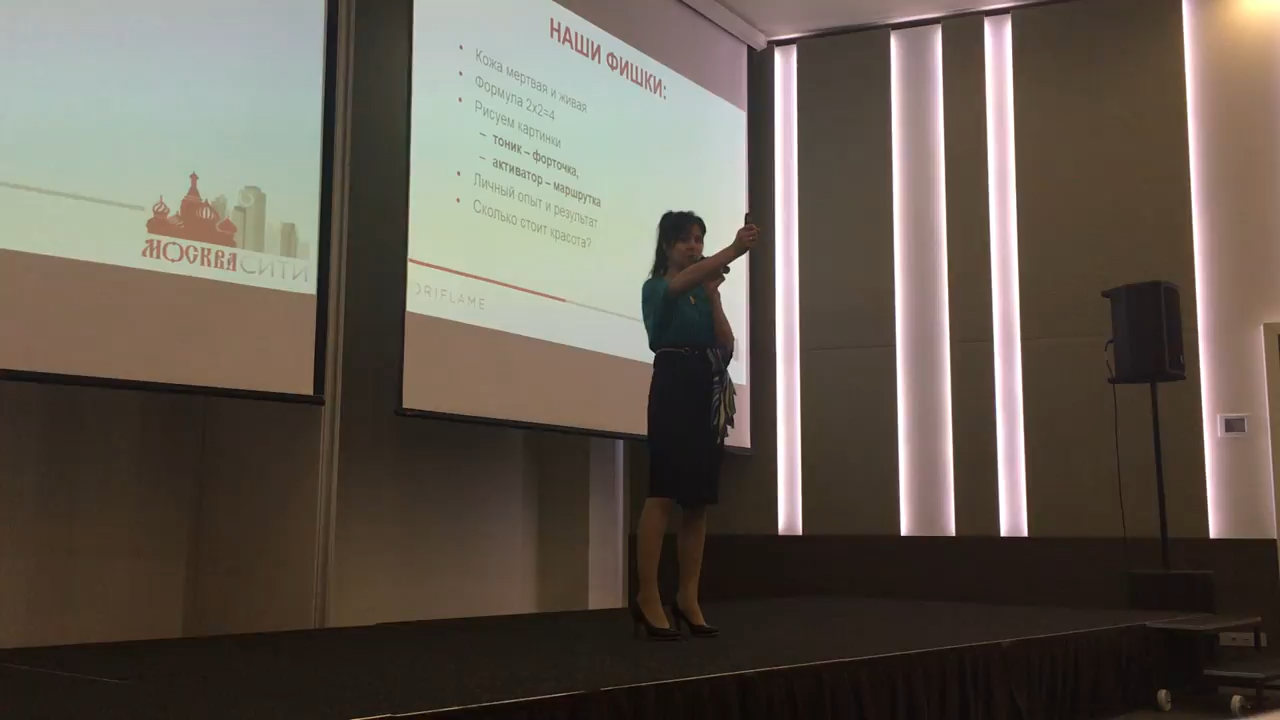 НАШИ ФИШКИ:
Кожа мертвая и живая
Формула 2х2=4
Рисуем картинки
– тоник – форточка,
– активатор – маршрутка
Личный опыт и результат
Сколько стоит красота?
ORIFLAME
МОСКВА СИТИ